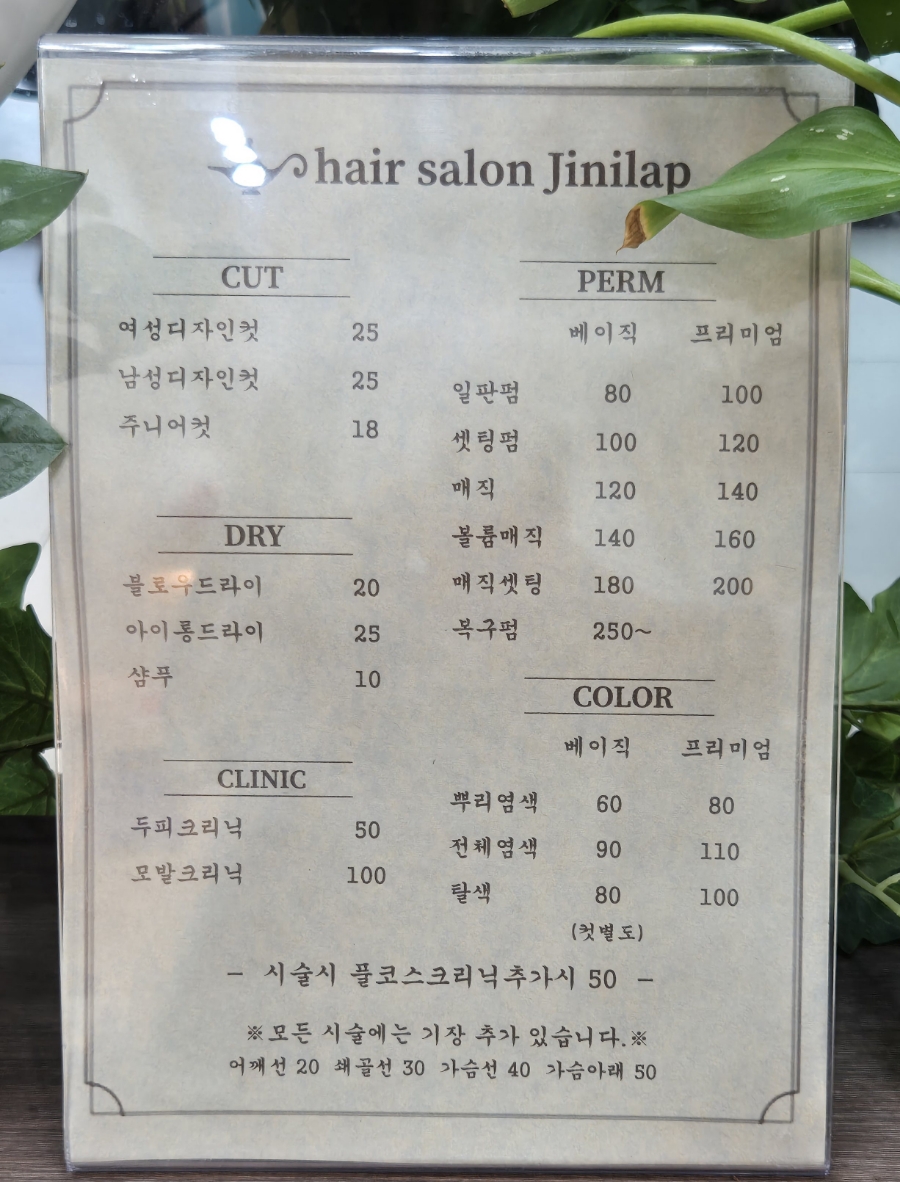 hair salon Jinilap
CUT
여성디자인컷 25
남성디자인컷 25
주니어컷 18
DRY
블로우드라이 20
아이롱드라이 25
샴푸 10
CLINIC
두피크리닉 50
모발크리닉 100
PERM
베이직 프리미엄
일판펌 80 100
셋팅펌 100 120
매직 120 140
볼륨매직 140 160
매직셋팅 180 200
복구펌 250~
COLOR
베이직 프리미엄
뿌리염색 60 80
전체염색 90 110
탈색 80 100
(컷별도)
- 시술시 플코스크리닉추가시 50 -
※모든 시술에는 기장 추가 있습니다.※
어깨선 20 쇄골선 30 가슴선 40 가슴아래 50